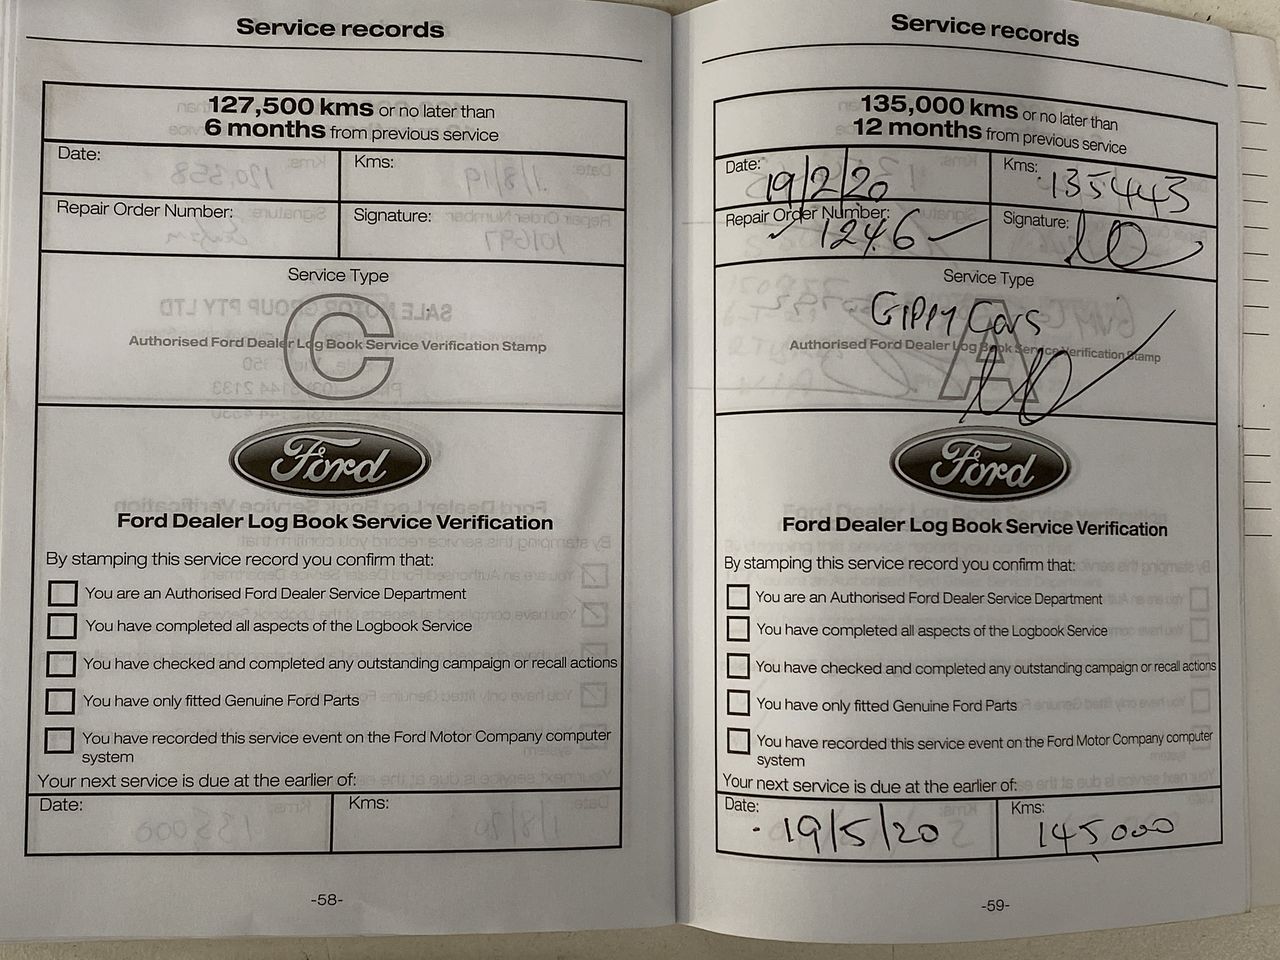 Service records
127,500 kms or no later than
6 months from previous service
Date:
Kms:
Repair Order Number:
Signature:
Service Type
C
Authorised Ford Dealer Log Book Service Verification Stamp
Ford
Ford Dealer Log Book Service Verification
By stamping this service record you confirm that:
You are an Authorised Ford Dealer Service Department
You have completed all aspects of the Logbook Service
You have checked and completed any outstanding campaign or recall actions
You have only fitted Genuine Ford Parts
You have recorded this service event on the Ford Motor Company computer
system
Your next service is due at the earlier of:
Date:
Kms:
-58-
Service records
135,000 kms or no later than
12 months from previous service
Date: 19/2/20
Kms: 135443
Repair Order Number: 1246
Signature:
Service Type
A
Gippy Cars
Authorised Ford Dealer Log Book Service Verification Stamp
Ford
Ford Dealer Log Book Service Verification
By stamping this service record you confirm that:
You are an Authorised Ford Dealer Service Department
You have completed all aspects of the Logbook Service
You have checked and completed any outstanding campaign or recall actions
You have only fitted Genuine Ford Parts
You have recorded this service event on the Ford Motor Company computer
system
Your next service is due at the earlier of:
Date: 19/5/20
Kms: 145000
-59-